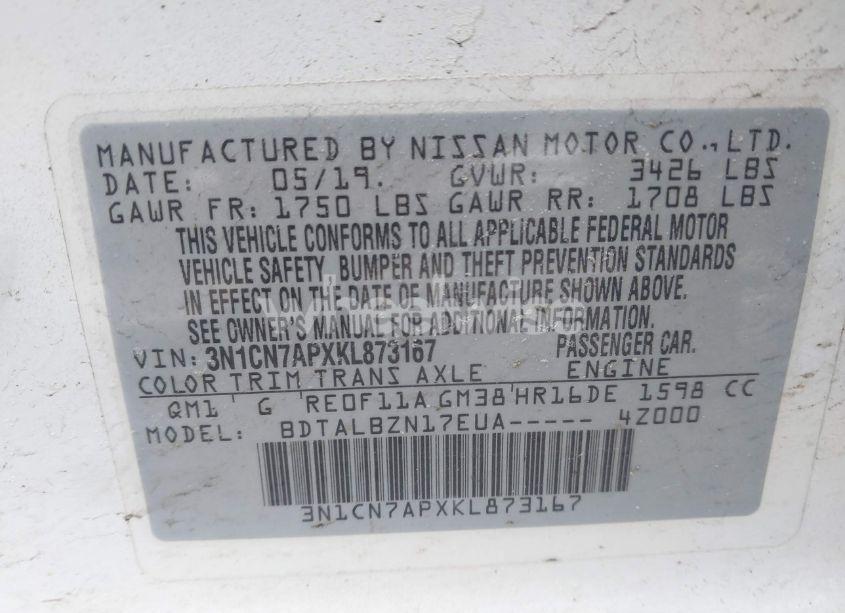 MANUFACTURED BY NISSAN MOTOR CO.,LTD.
DATE: 05/19. GVWR: 3426 LBS
GAWR FR: 1750 LBS GAWR RR: 1708 LBS
THIS VEHICLE CONFORMS TO ALL APPLICABLE FEDERAL MOTOR
VEHICLE SAFETY, BUMPER AND THEFT PREVENTION STANDARDS
IN EFFECT ON THE DATE OF MANUFACTURE SHOWN ABOVE.
SEE OWNER'S MANUAL FOR ADDITIONAL INFORMATION.
VIN: 3N1CN7APXKL873167 PASSENGER CAR.
COLOR TRIM TRANS AXLE ENGINE
QM1 G RE0F11A GM38 HR16DE 1598 CC
MODEL: BDTALBZN17EUA----- 4Z000
3N1CN7APXKL873167